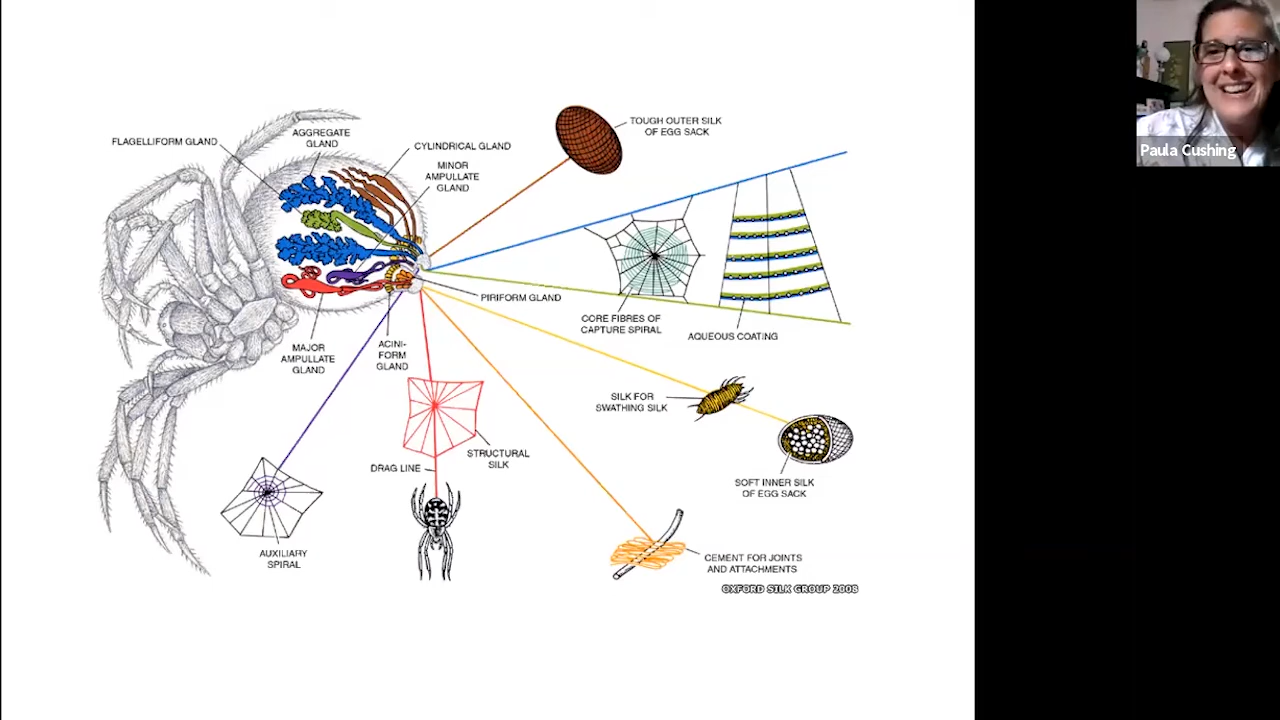 Paula Cushing
TOUGH OUTER SILK
OF EGG SACK
FLAGELLIFORM GLAND
AGGREGATE
GLAND
CYLINDRICAL GLAND
MINOR
AMPULLATE
GLAND
PIRIFORM GLAND
CORE FIBRES OF
CAPTURE SPIRAL
AQUEOUS COATING
MAJOR
AMPULLATE
GLAND
ACINI-
FORM
GLAND
SILK FOR
SWATHING SILK
STRUCTURAL
SILK
DRAG LINE
SOFT INNER SILK
OF EGG SACK
AUXILIARY
SPIRAL
CEMENT FOR JOINTS
AND ATTACHMENTS
OXFORD SILK GROUP 2008